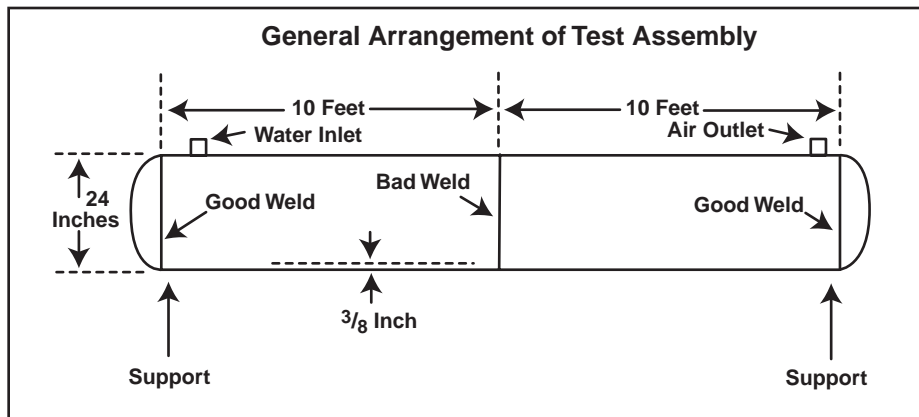 General Arrangement of Test Assembly
10 Feet
10 Feet
Water Inlet
Air Outlet
24
Inches
Good Weld
Bad Weld
Good Weld
3/8 Inch
Support
Support